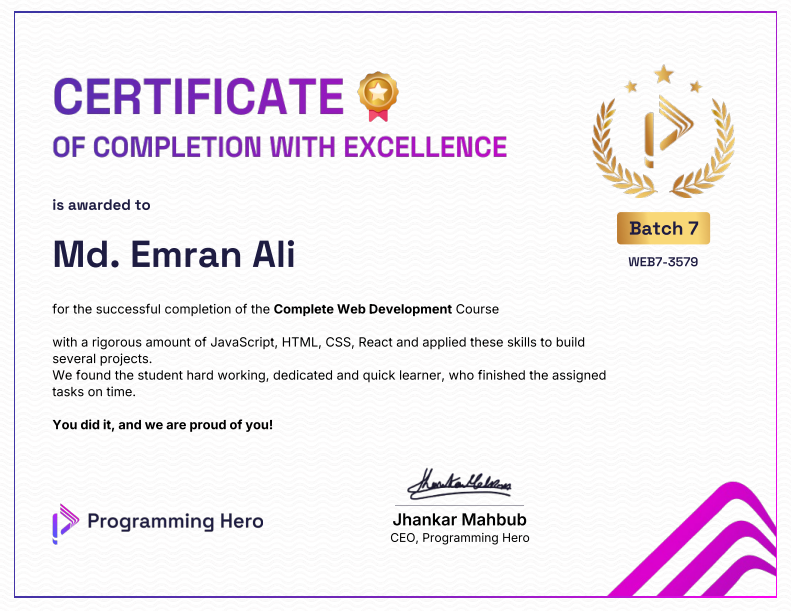 CERTIFICATE
OF COMPLETION WITH EXCELLENCE
is awarded to
Md. Emran Ali
Batch 7
WEB7-3579
for the successful completion of the Complete Web Development Course
with a rigorous amount of JavaScript, HTML, CSS, React and applied these skills to build
several projects.
We found the student hard working, dedicated and quick learner, who finished the assigned
tasks on time.
You did it, and we are proud of you!
Programming Hero
Jhankar Mahbub
CEO, Programming Hero